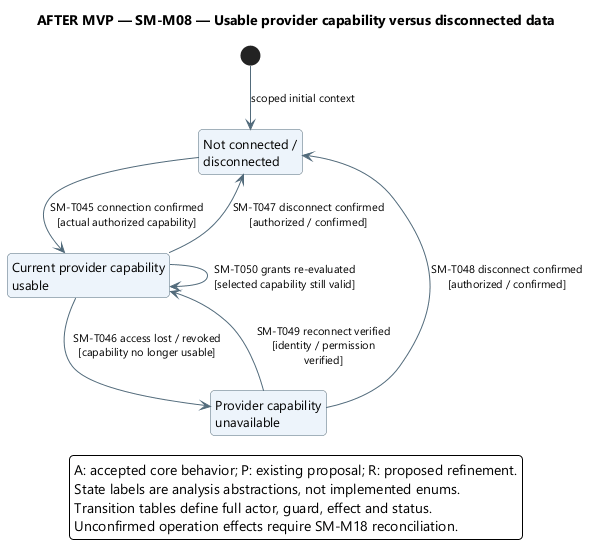 AFTER MVP — SM-M08 — Usable provider capability versus disconnected data
scoped initial context
Not connected /
disconnected
SM-T045 connection confirmed
[actual authorized capability]
SM-T047 disconnect confirmed
[authorized / confirmed]
Current provider capability
usable
SM-T050 grants re-evaluated
[selected capability still valid]
SM-T048 disconnect confirmed
[authorized / confirmed]
SM-T046 access lost / revoked
[capability no longer usable]
SM-T049 reconnect verified
[identity / permission
verified]
Provider capability
unavailable
A: accepted core behavior; P: existing proposal; R: proposed refinement.
State labels are analysis abstractions, not implemented enums.
Transition tables define full actor, guard, effect and status.
Unconfirmed operation effects require SM-M18 reconciliation.